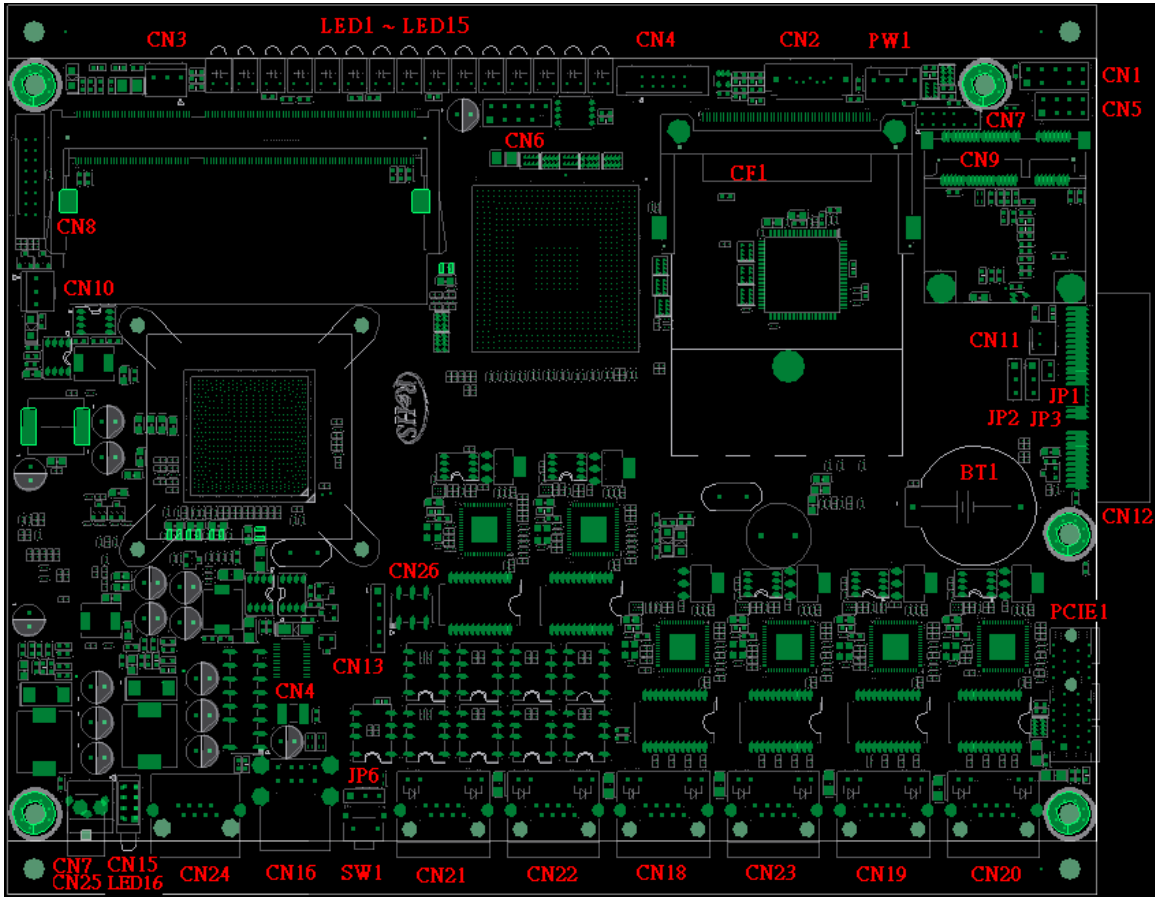 LED1 ~ LED15
CN3
CN4
CN2
PW1
CN1
CN5
CN7
CN6
CN9
CF1
CN8
CN10
CN11
JP1
JP2
JP3
RoHS
BT1
CN12
CN26
PCIE1
CN13
CN4
JP6
CN7
CN15
CN25
LED16
CN24
CN16
SW1
CN21
CN22
CN18
CN23
CN19
CN20